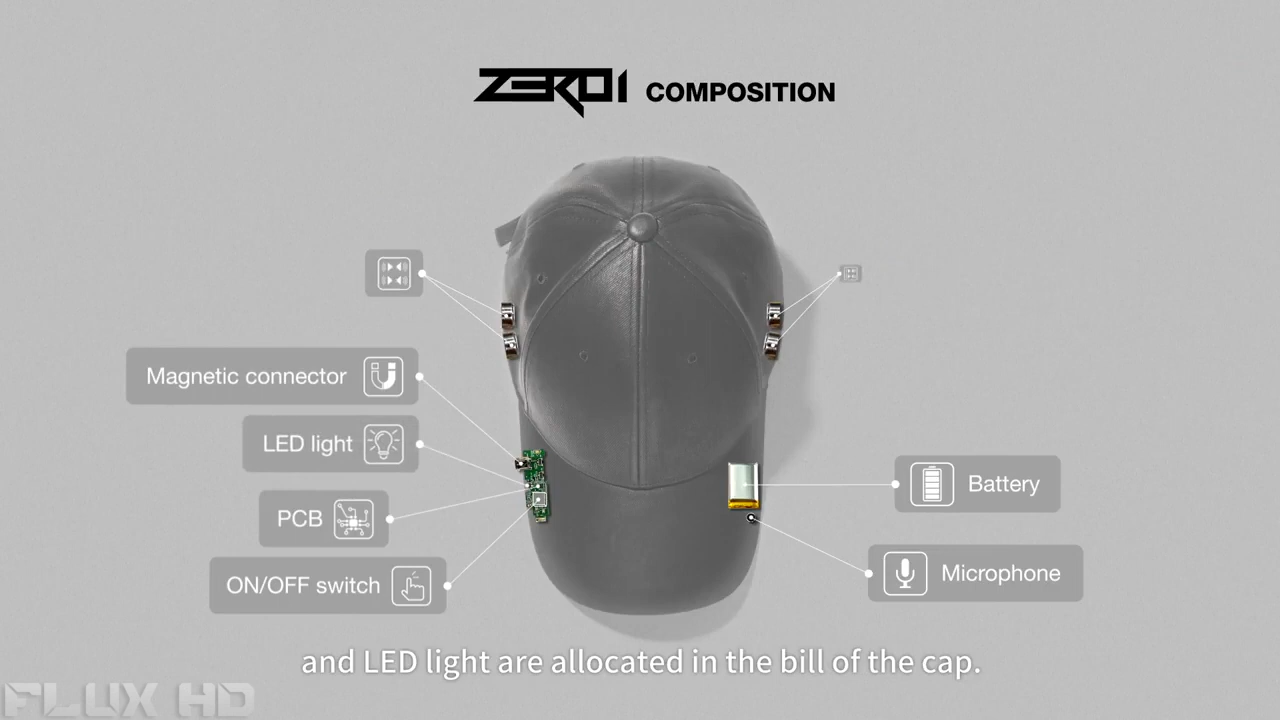 ZERO1 COMPOSITION
Magnetic connector
LED light
PCB
ON/OFF switch
Battery
Microphone
and LED light are allocated in the bill of the cap.
FLUX HD